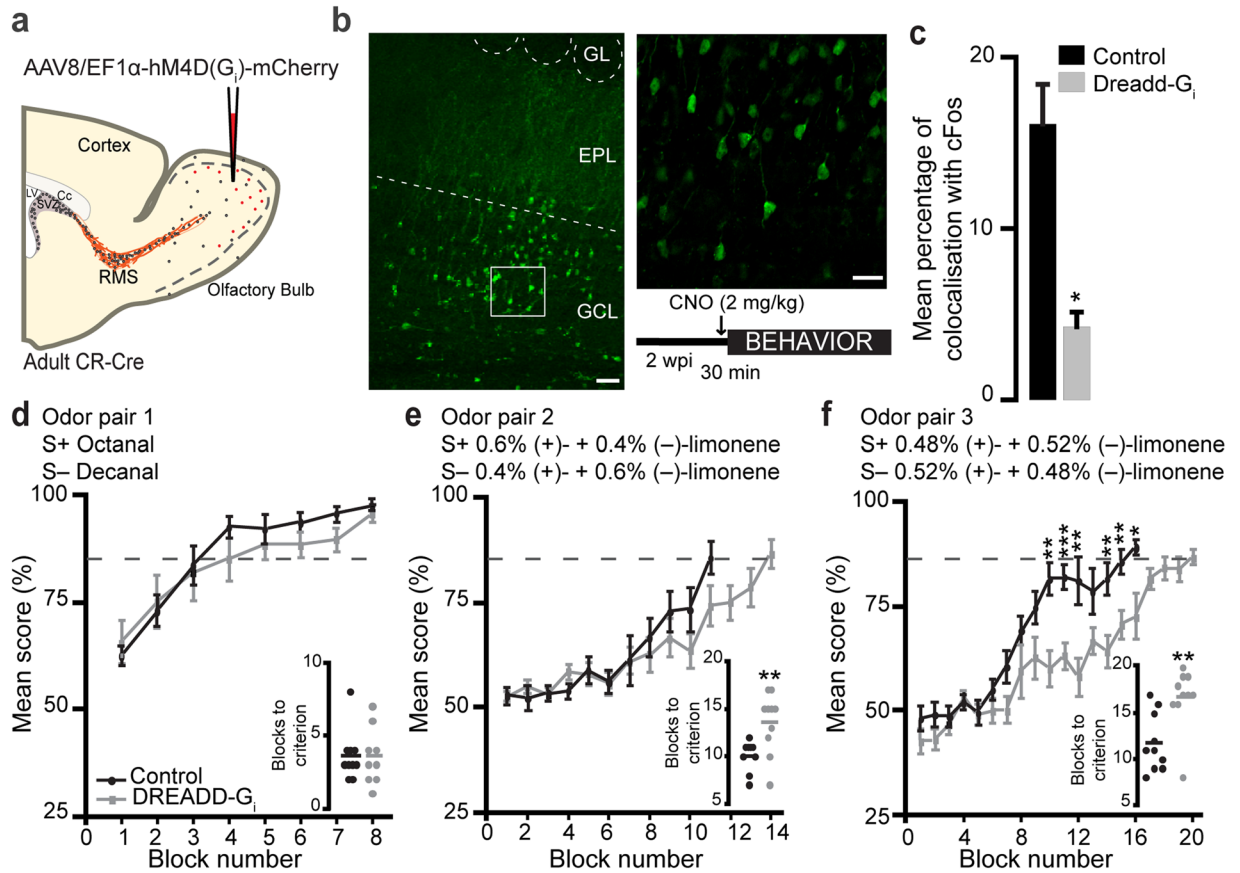 a
AAV8/EF1α-hM4D(Gi)-mCherry
Cortex
LV
Cc
SVZ
RMS
Olfactory Bulb
Adult CR-Cre
b
GL
EPL
GCL
CNO (2 mg/kg)
BEHAVIOR
2 wpi
30 min
c
Mean percentage of
colocalisation with cFos
20
10
0
Control
Dreadd-Gi
*
d
Odor pair 1
S+ Octanal
S– Decanal
Mean score (%)
100
75
50
25
0 1 2 3 4 5 6 7 8
Block number
Control
DREADD-Gi
Blocks to
criterion
10
5
0
e
Odor pair 2
S+ 0.6% (+)- + 0.4% (–)-limonene
S– 0.4% (+)- + 0.6% (–)-limonene
Mean score (%)
100
75
50
25
0 2 4 6 8 10 12 14
Block number
Blocks to
criterion
20
15
10
5
**
f
Odor pair 3
S+ 0.48% (+)- + 0.52% (–)-limonene
S– 0.52% (+)- + 0.48% (–)-limonene
Mean score (%)
100
75
50
25
0 4 8 12 16 20
Block number
** *** ** ** ** *
Blocks to
criterion
20
15
10
5
**